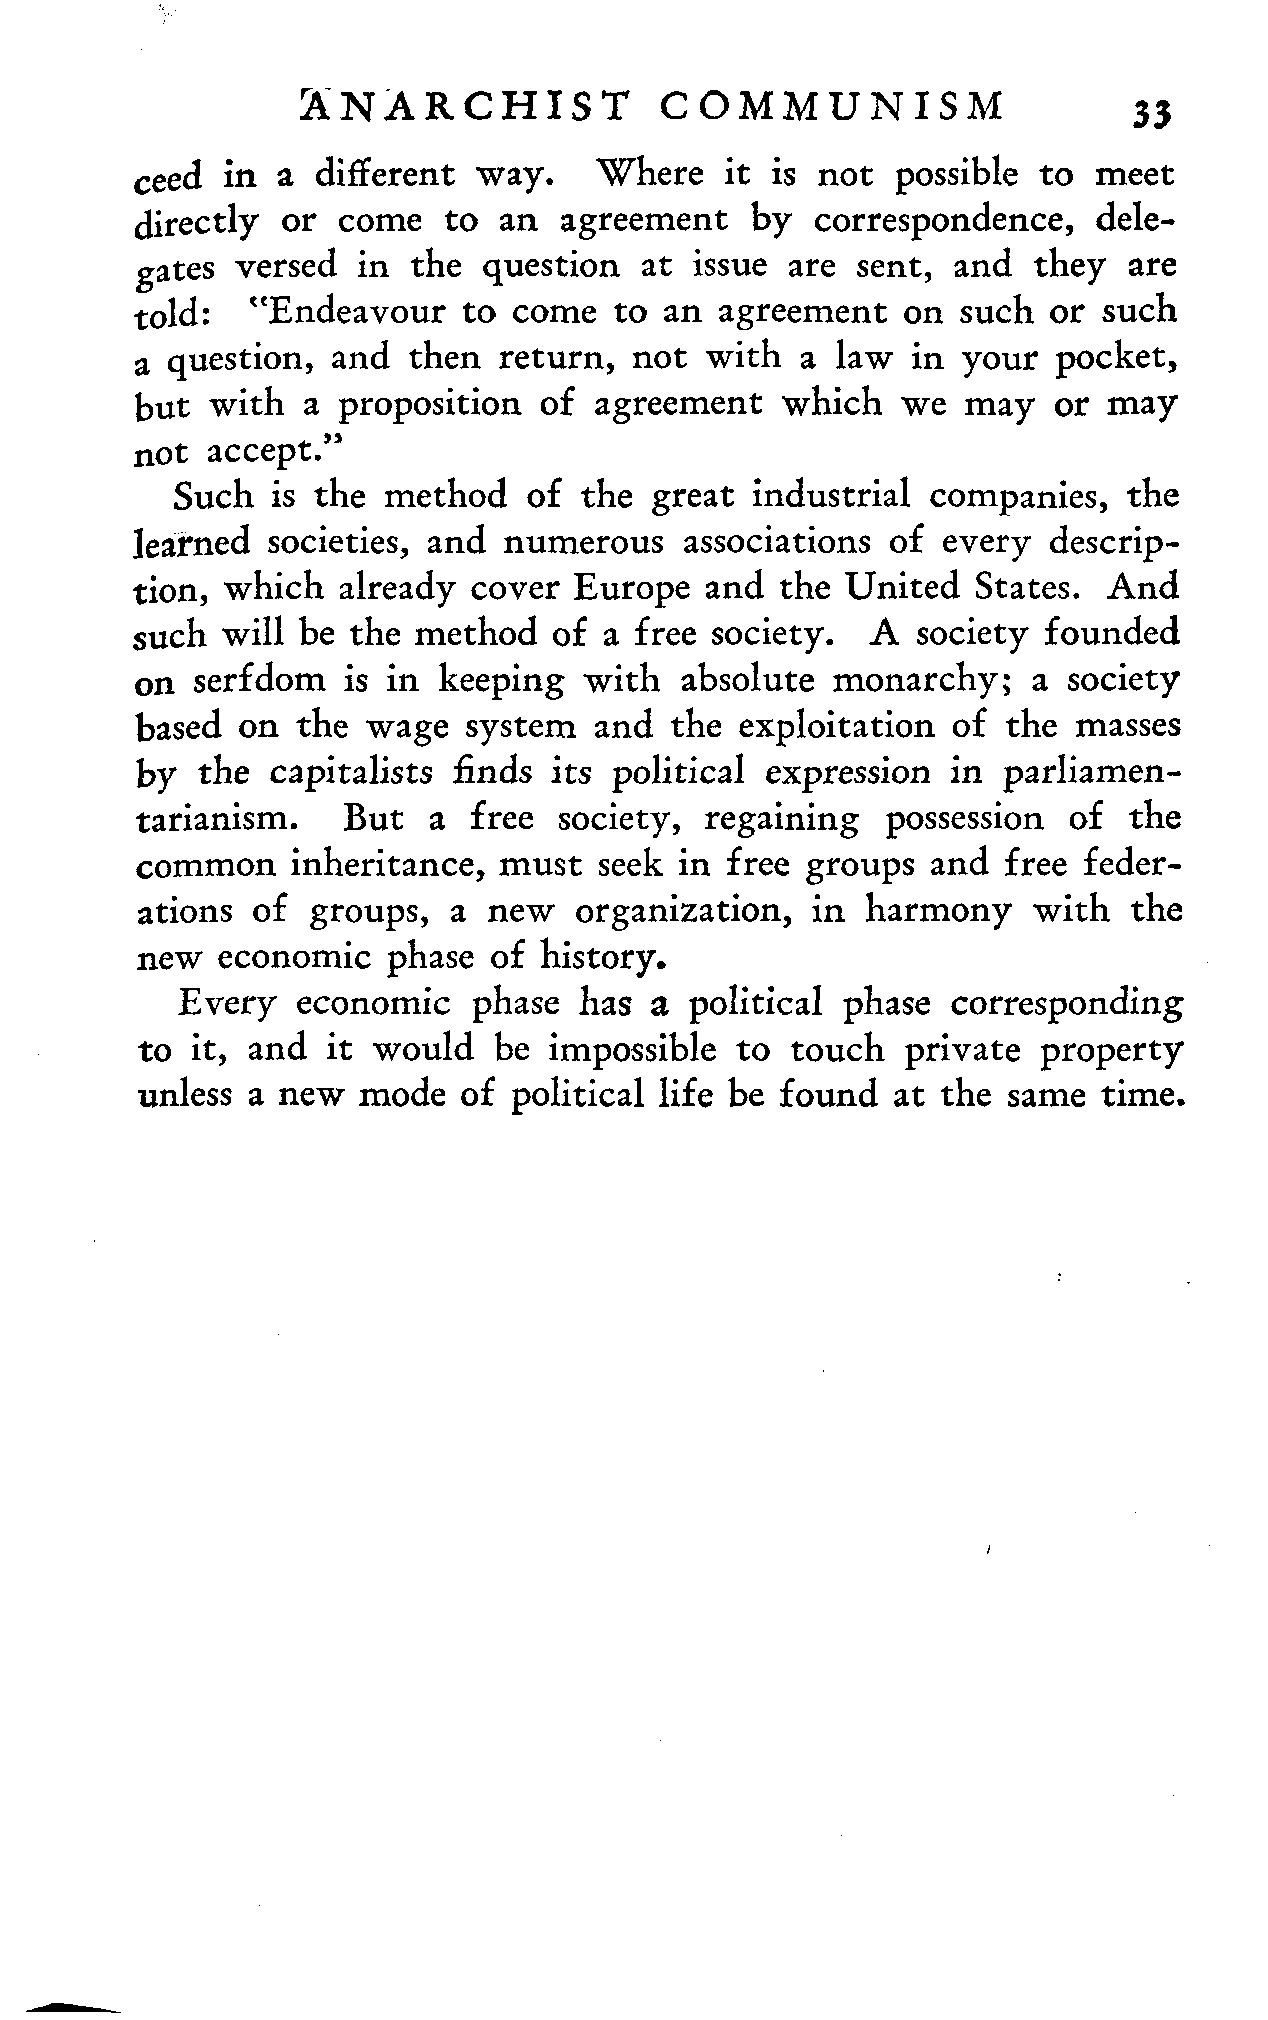 ANARCHIST COMMUNISM 33
ceed in a different way. Where it is not possible to meet
directly or come to an agreement by correspondence, dele-
gates versed in the question at issue are sent, and they are
told: "Endeavour to come to an agreement on such or such
a question, and then return, not with a law in your pocket,
but with a proposition of agreement which we may or may
not accept."
Such is the method of the great industrial companies, the
learned societies, and numerous associations of every descrip-
tion, which already cover Europe and the United States. And
such will be the method of a free society. A society founded
on serfdom is in keeping with absolute monarchy; a society
based on the wage system and the exploitation of the masses
by the capitalists finds its political expression in parliamen-
tarianism. But a free society, regaining possession of the
common inheritance, must seek in free groups and free feder-
ations of groups, a new organization, in harmony with the
new economic phase of history.
Every economic phase has a political phase corresponding
to it, and it would be impossible to touch private property
unless a new mode of political life be found at the same time.